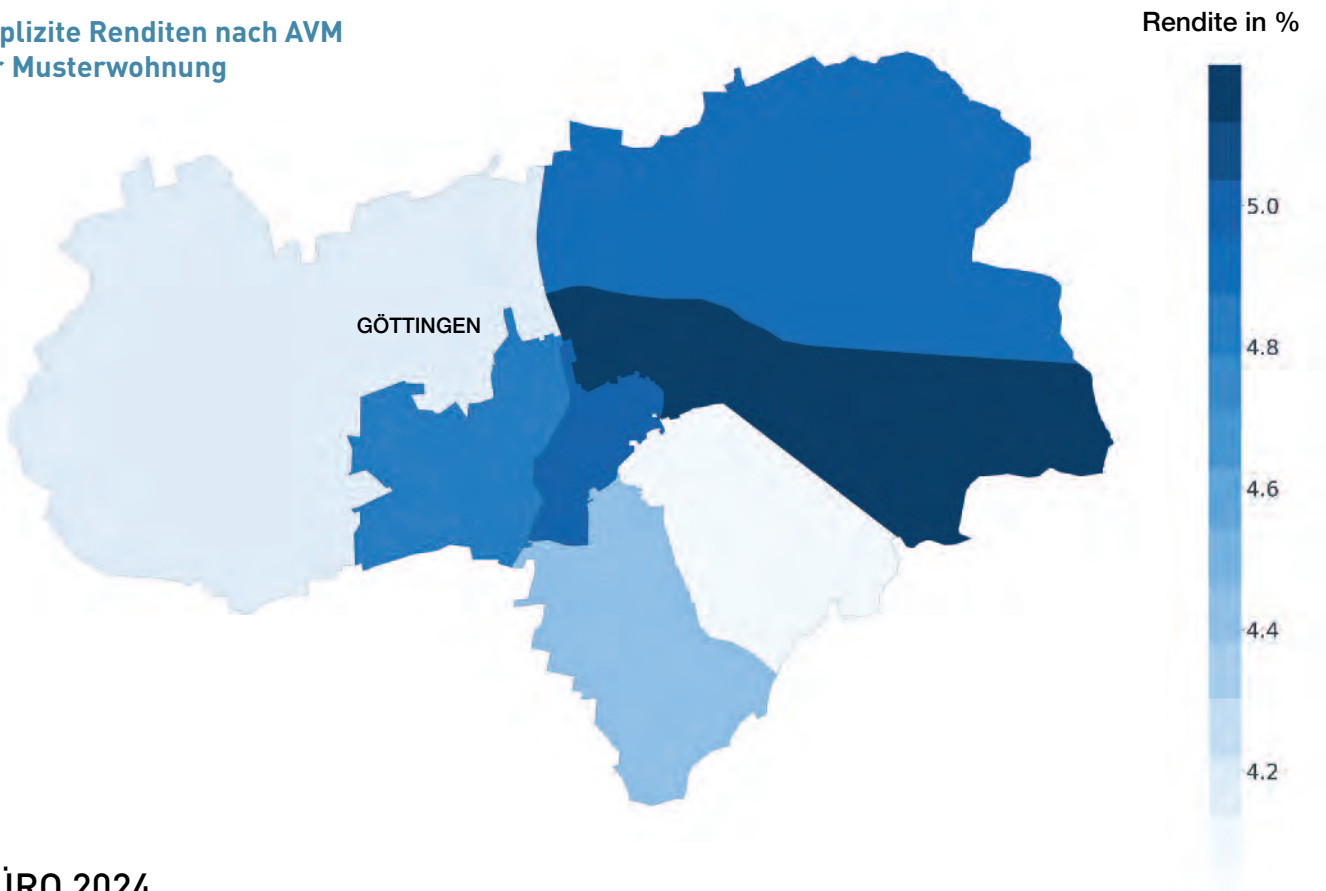 plizite Renditen nach AVM
r Musterwohnung
Rendite in %
5.0
GÖTTINGEN
4.8
4.6
4.4
4.2
2024